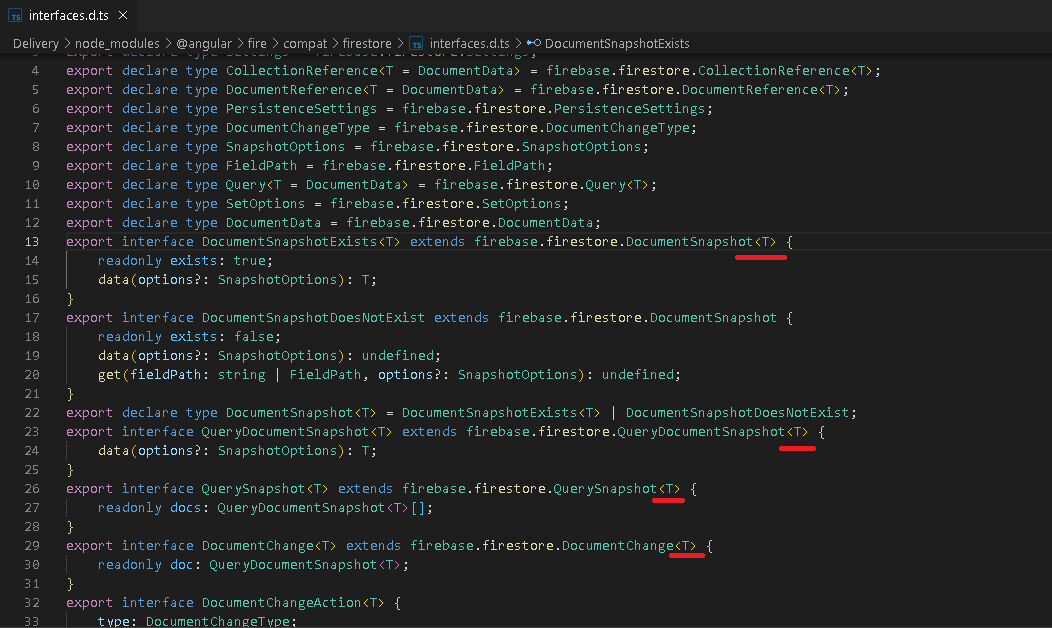 TS interfaces.d.ts ×
Delivery > node_modules > @angular > fire > compat > firestore > TS interfaces.d.ts > DocumentSnapshotExists
4 export declare type CollectionReference<T = DocumentData> = firebase.firestore.CollectionReference<T>;
5 export declare type DocumentReference<T = DocumentData> = firebase.firestore.DocumentReference<T>;
6 export declare type PersistenceSettings = firebase.firestore.PersistenceSettings;
7 export declare type DocumentChangeType = firebase.firestore.DocumentChangeType;
8 export declare type SnapshotOptions = firebase.firestore.SnapshotOptions;
9 export declare type FieldPath = firebase.firestore.FieldPath;
10 export declare type Query<T = DocumentData> = firebase.firestore.Query<T>;
11 export declare type SetOptions = firebase.firestore.SetOptions;
12 export declare type DocumentData = firebase.firestore.DocumentData;
13 export interface DocumentSnapshotExists<T> extends firebase.firestore.DocumentSnapshot<T> {
14 readonly exists: true;
15 data(options?: SnapshotOptions): T;
16 }
17 export interface DocumentSnapshotDoesNotExist extends firebase.firestore.DocumentSnapshot {
18 readonly exists: false;
19 data(options?: SnapshotOptions): undefined;
20 get(fieldPath: string | FieldPath, options?: SnapshotOptions): undefined;
21 }
22 export declare type DocumentSnapshot<T> = DocumentSnapshotExists<T> | DocumentSnapshotDoesNotExist;
23 export interface QueryDocumentSnapshot<T> extends firebase.firestore.QueryDocumentSnapshot<T> {
24 data(options?: SnapshotOptions): T;
25 }
26 export interface QuerySnapshot<T> extends firebase.firestore.QuerySnapshot<T> {
27 readonly docs: QueryDocumentSnapshot<T>[];
28 }
29 export interface DocumentChange<T> extends firebase.firestore.DocumentChange<T> {
30 readonly doc: QueryDocumentSnapshot<T>;
31 }
32 export interface DocumentChangeAction<T> {
33 type: DocumentChangeType;